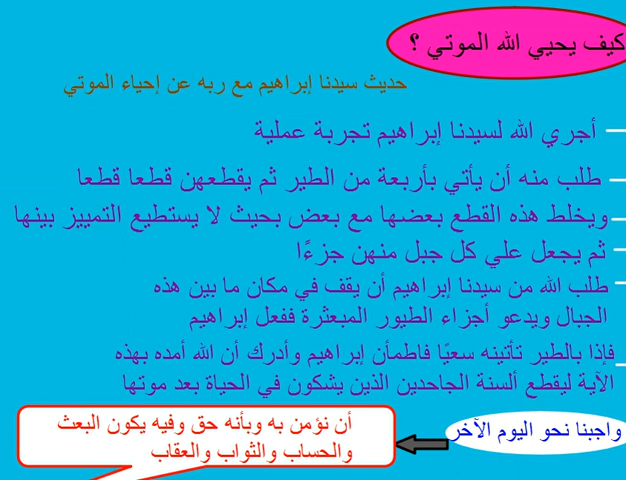 كيف يحيي الله الموتي ؟
حديث سيدنا إبراهيم مع ربه عن إحياء الموتي
– أجري الله لسيدنا إبراهيم تجربة عملية
– طلب منه أن يأتي بأربعة من الطير ثم يقطعهن قطعا قطعا
– ويخلط هذه القطع بعضها مع بعض بحيث لا يستطيع التمييز بينها
– ثم يجعل علي كل جبل منهن جزءًا
– طلب الله من سيدنا إبراهيم أن يقف في مكان ما بين هذه
الجبال ويدعو أجزاء الطيور المبعثرة ففعل إبراهيم
– فإذا بالطير تأتينه سعيًا فاطمأن إبراهيم وأدرك أن الله أمده بهذه
الآية ليقطع ألسنة الجاحدين الذين يشكون في الحياة بعد موتها
واجبنا نحو اليوم الآخر
أن نؤمن به وبأنه حق وفيه يكون البعث
والحساب والثواب والعقاب